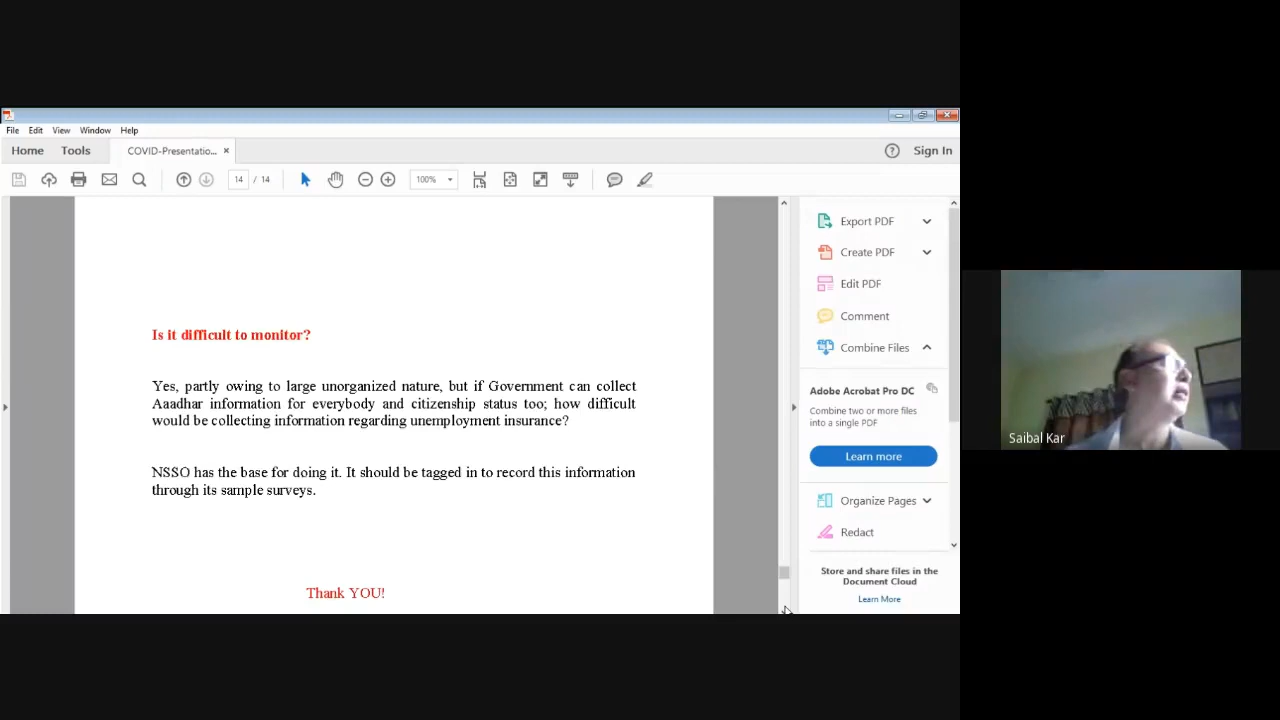 File Edit View Window Help
Home Tools COVID-Presentatio... × Sign In
14 / 14 100%
Is it difficult to monitor?
Yes, partly owing to large unorganized nature, but if Government can collect
Aaadhar information for everybody and citizenship status too; how difficult
would be collecting information regarding unemployment insurance?
NSSO has the base for doing it. It should be tagged in to record this information
through its sample surveys.
Thank YOU!
Export PDF
Create PDF
Edit PDF
Comment
Combine Files
Adobe Acrobat Pro DC
Combine two or more files
into a single PDF
Learn more
Organize Pages
Redact
Store and share files in the
Document Cloud
Learn More
Saibal Kar